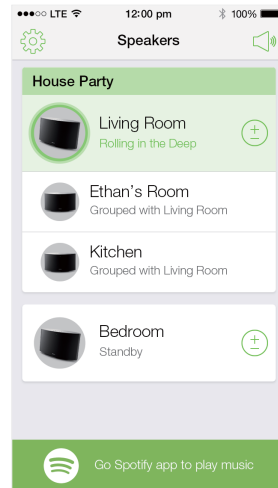 LTE 12:00 pm 100%
Speakers
House Party
Living Room
Rolling in the Deep
Ethan's Room
Grouped with Living Room
Kitchen
Grouped with Living Room
Bedroom
Standby
Go Spotify app to play music